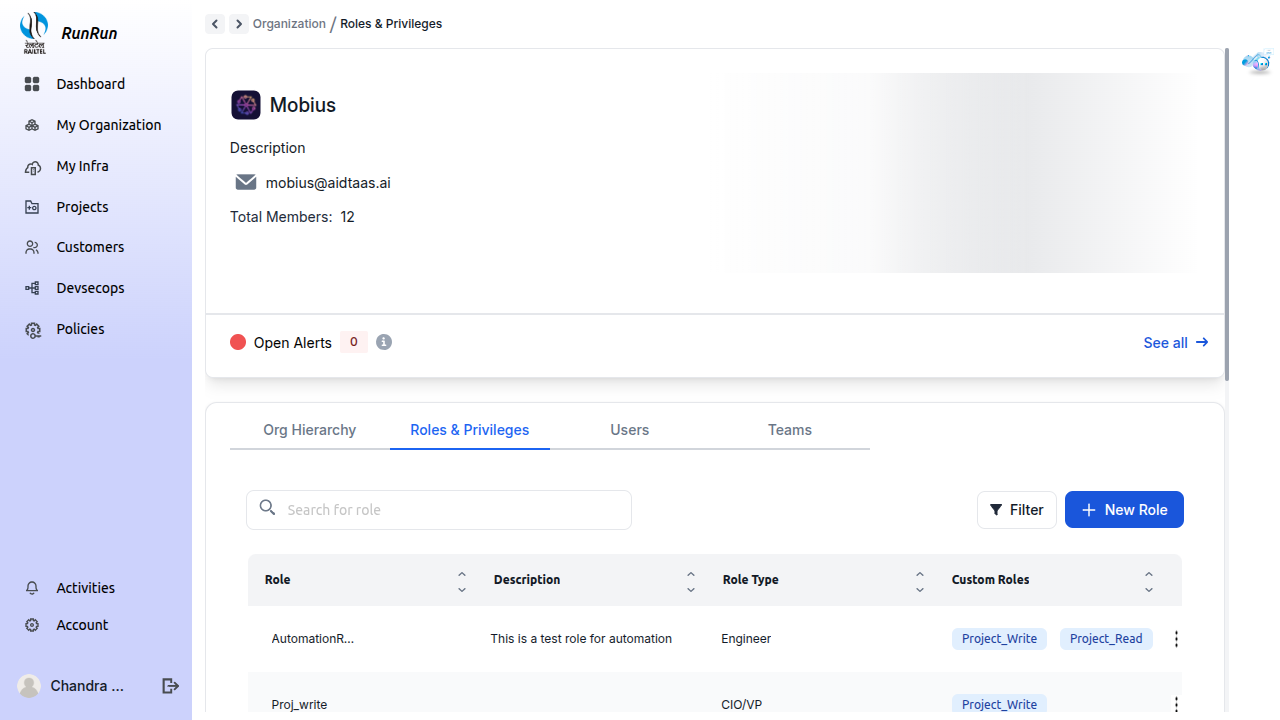 रेलटेल
RAILTEL
RunRun
Dashboard
My Organization
My Infra
Projects
Customers
Devsecops
Policies
Activities
Account
Chandra ...
Organization / Roles & Privileges
Mobius
Description
mobius@aidtaas.ai
Total Members: 12
Open Alerts 0
See all
Org Hierarchy Roles & Privileges Users Teams
Search for role
Filter
New Role
Role Description Role Type Custom Roles
AutomationR... This is a test role for automation Engineer Project_Write Project_Read
Proj_write CIO/VP Project_Write